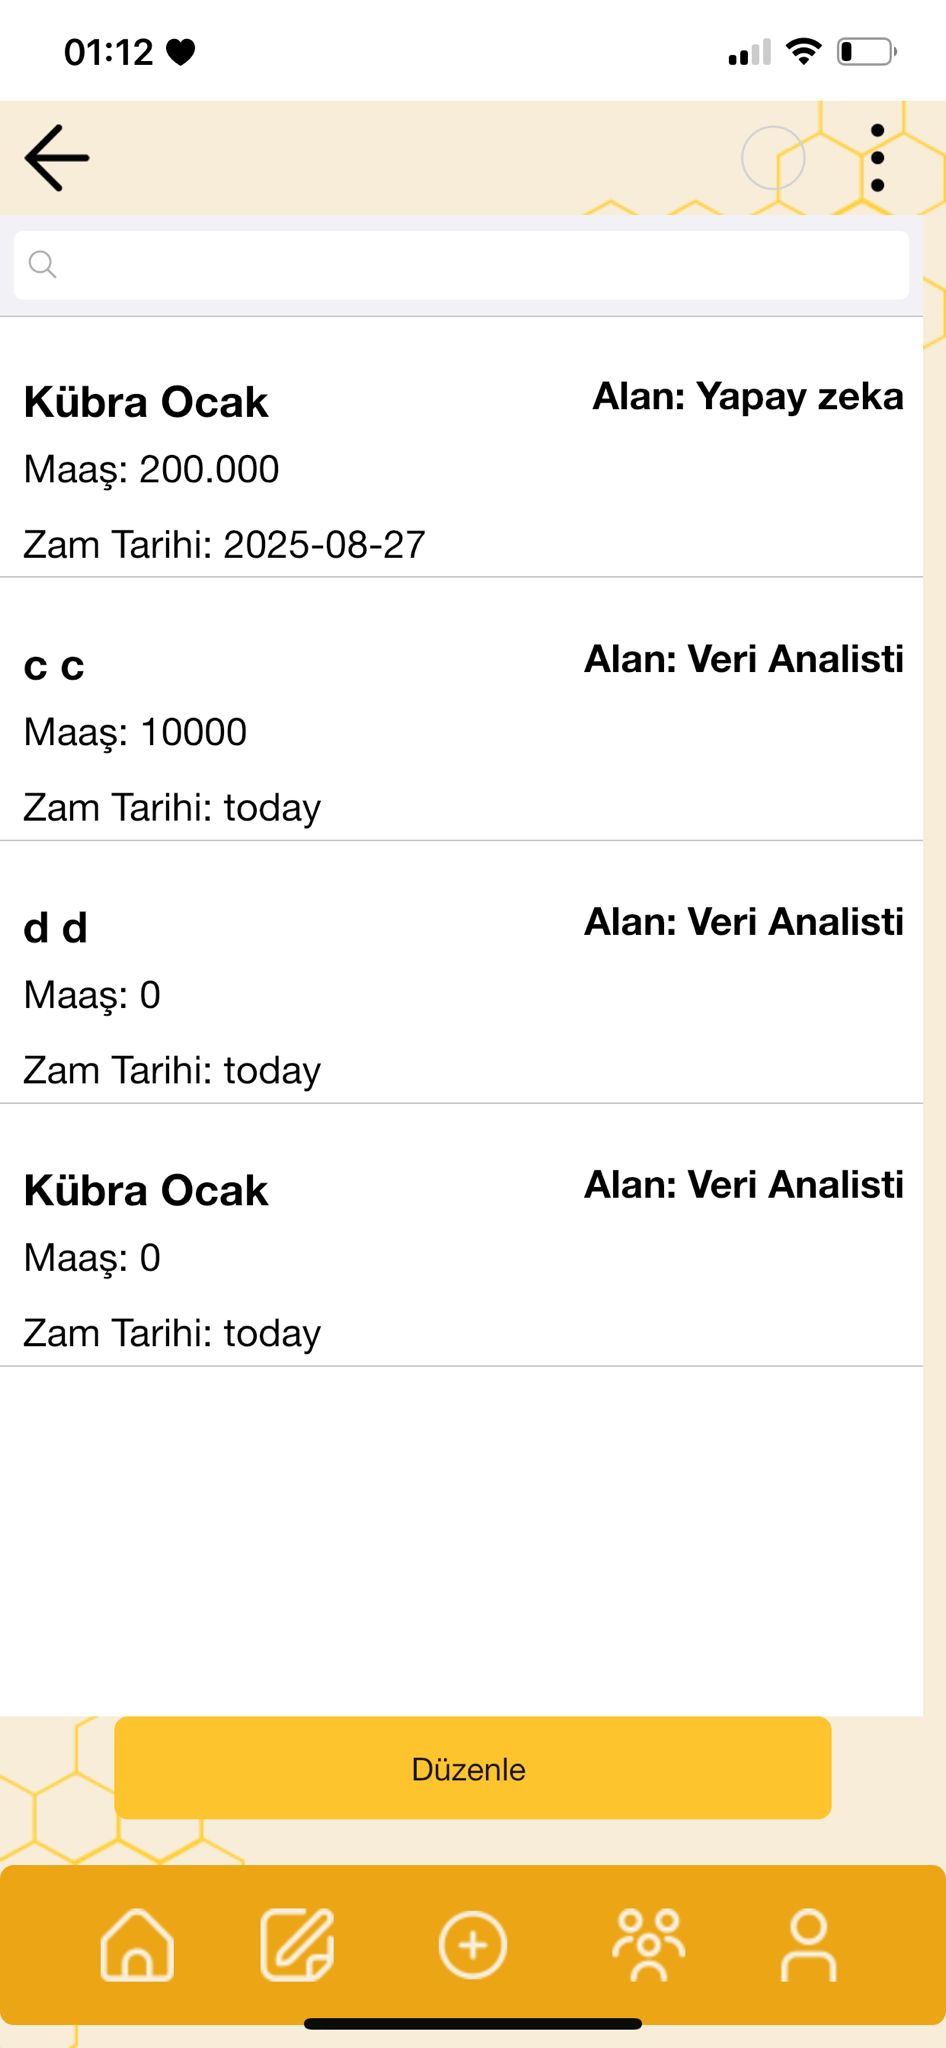 01:12
Kübra Ocak
Alan: Yapay zeka
Maaş: 200.000
Zam Tarihi: 2025-08-27
c c
Alan: Veri Analisti
Maaş: 10000
Zam Tarihi: today
d d
Alan: Veri Analisti
Maaş: 0
Zam Tarihi: today
Kübra Ocak
Alan: Veri Analisti
Maaş: 0
Zam Tarihi: today
Düzenle